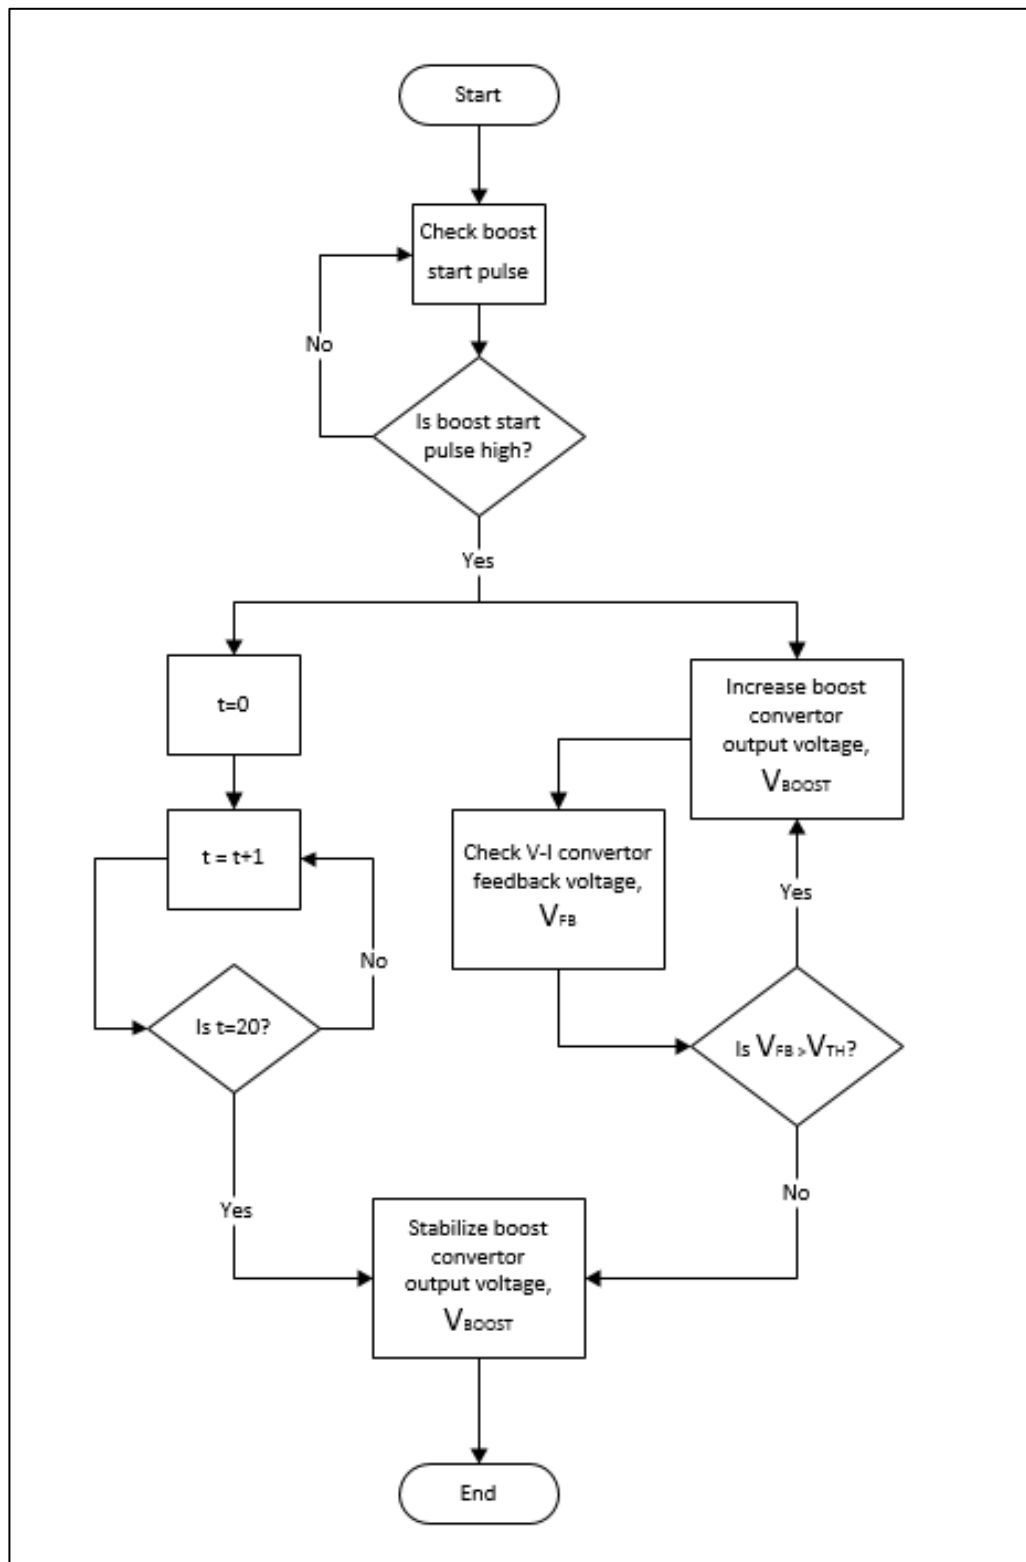 Start
Check boost
start pulse
No
Is boost start
pulse high?
Yes
t=0
Increase boost
convertor
output voltage,
VBOOST
t = t+1
Check V-I convertor
feedback voltage,
VFB
Yes
No
Is t=20?
Is VFB > VTH?
Yes
No
Stabilize boost
convertor
output voltage,
VBOOST
End